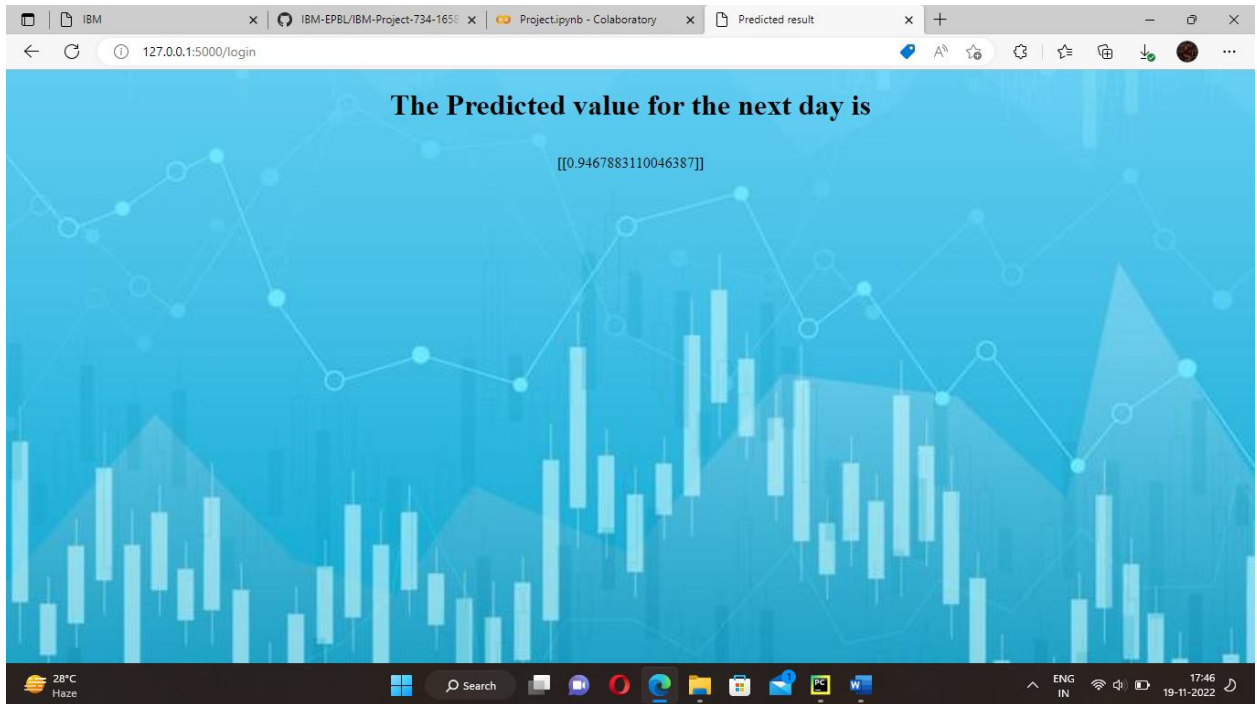 IBM
IBM-EPBL/IBM-Project-734-1658
Project.ipynb - Colaboratory
Predicted result
127.0.0.1:5000/login
The Predicted value for the next day is
[[0.9467883110046387]]
28°C
Haze
Search
ENG
IN
17:46
19-11-2022